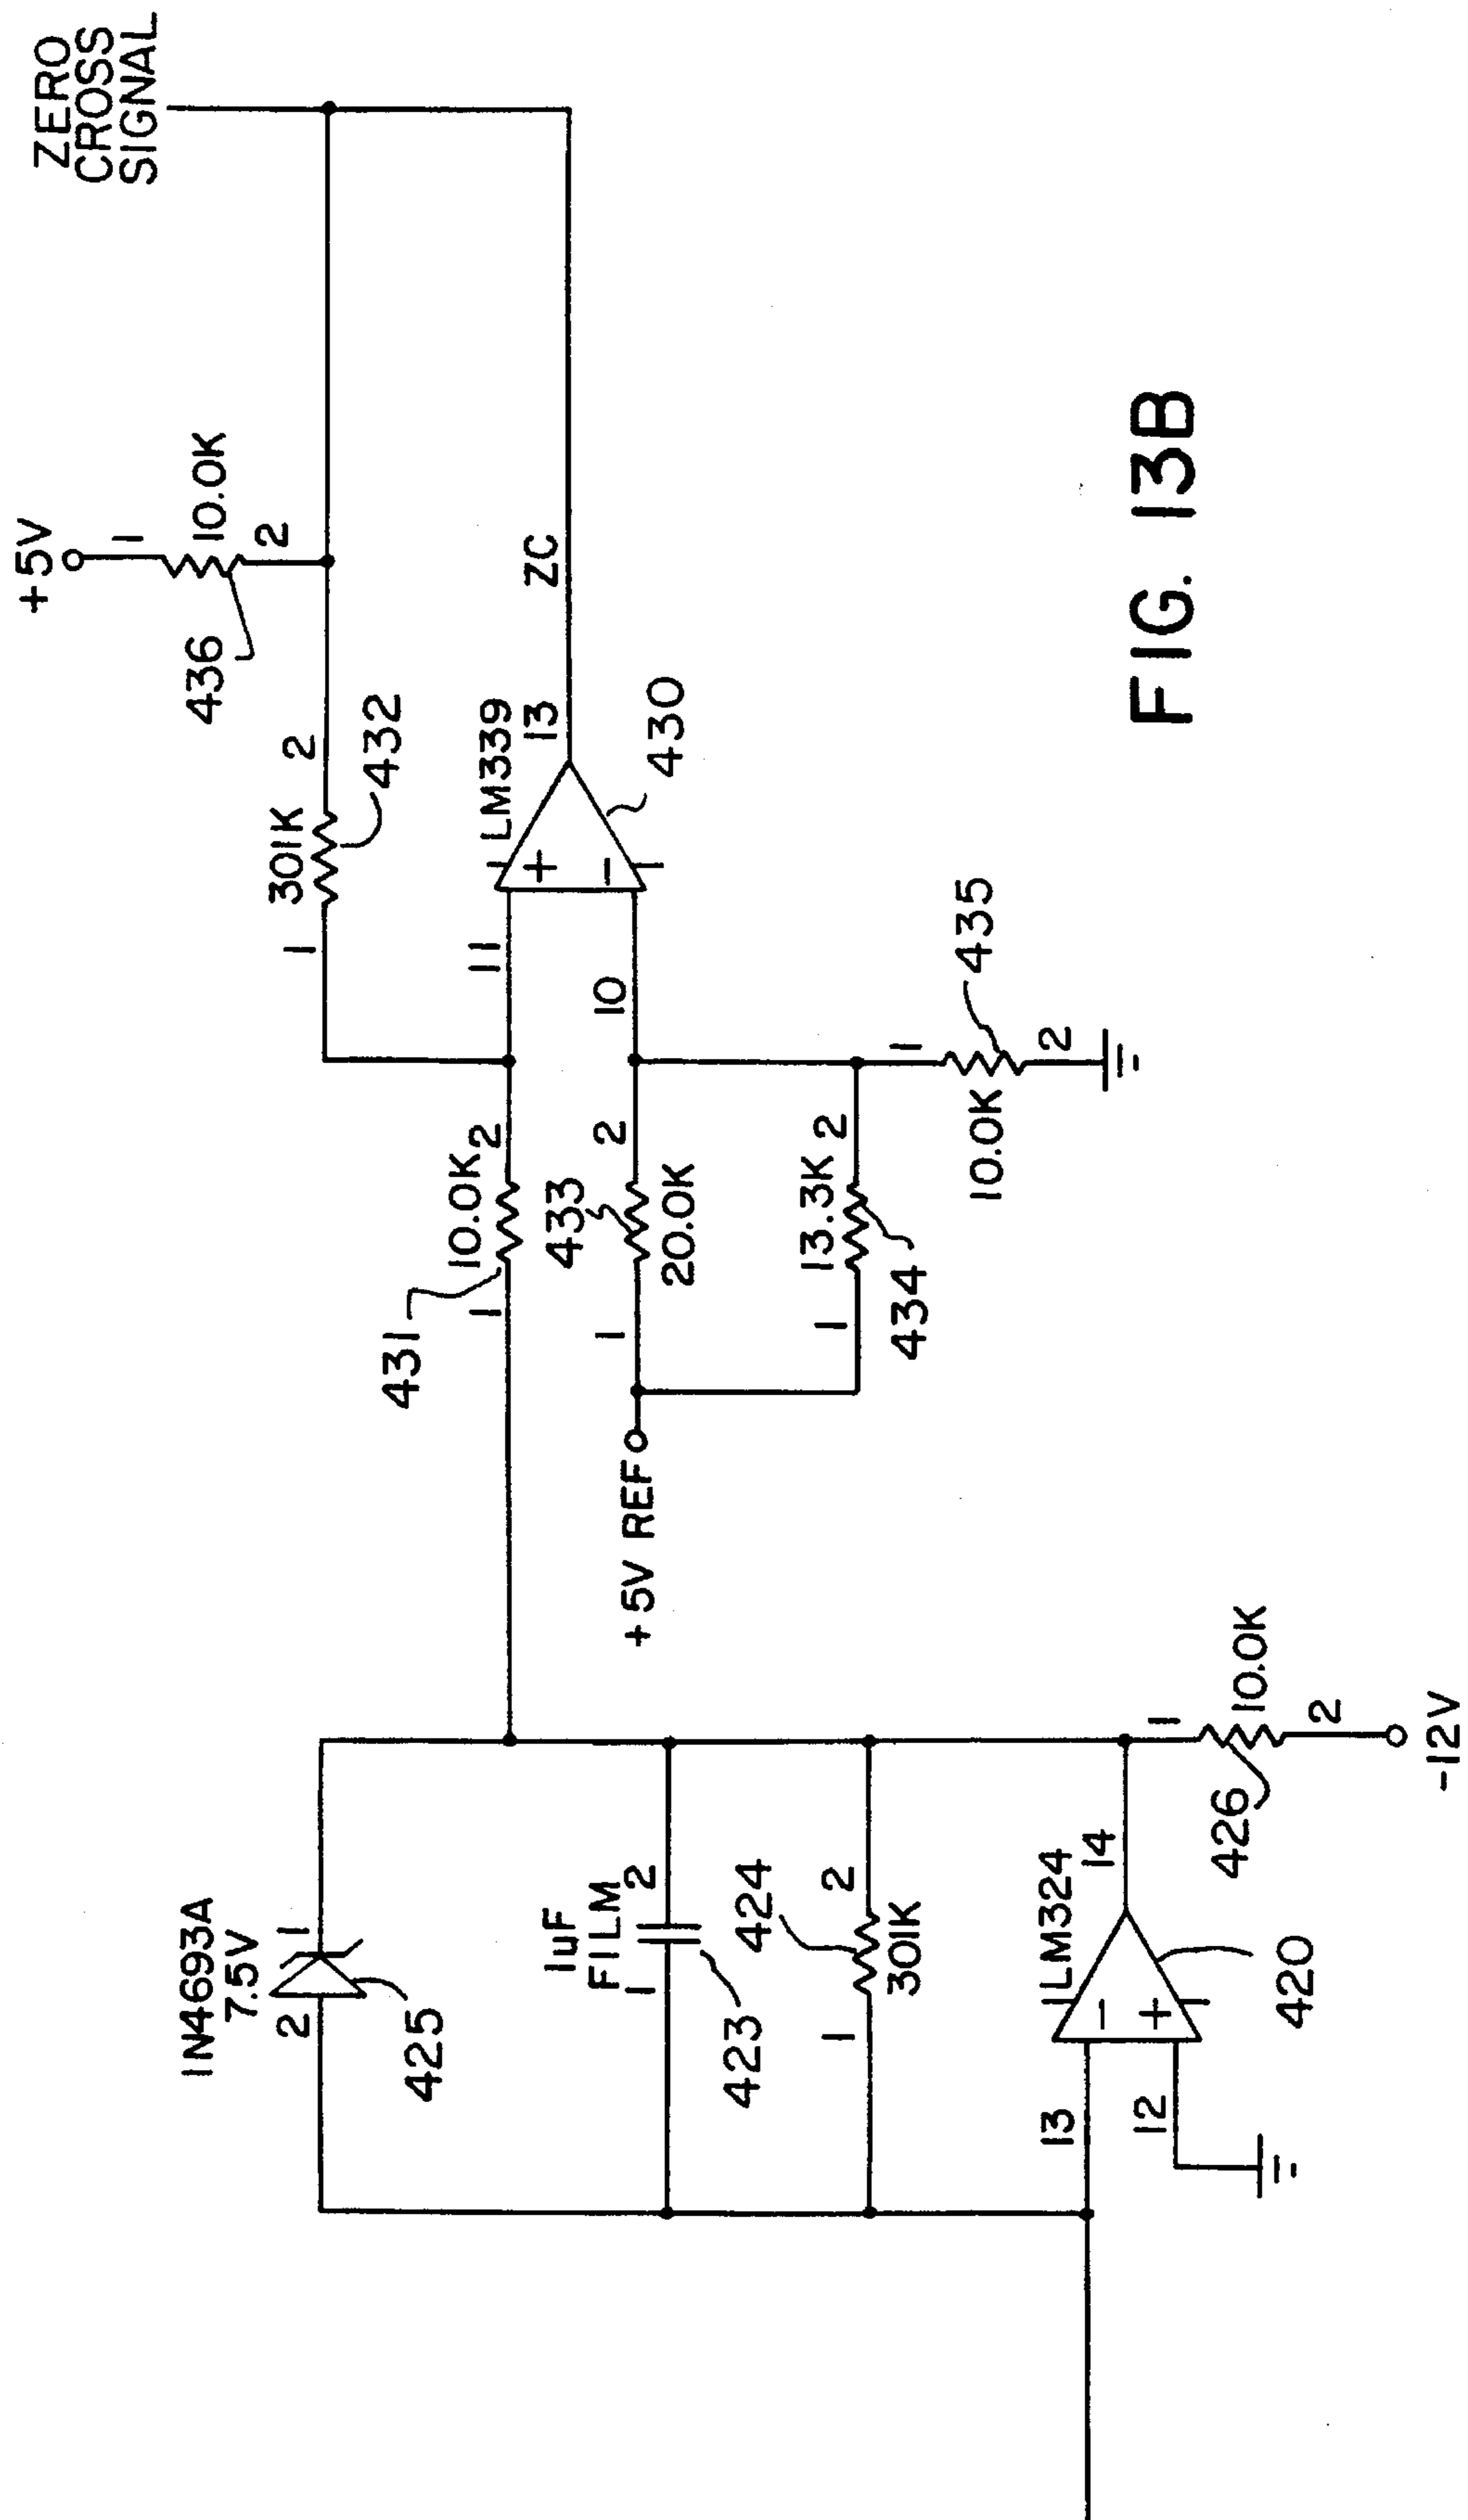 ZERO
CROSS
SIGNAL
+5V
1
10.0K
2
436
301K
1
2
432
LM339
13
ZC
11
+
−
10
430
10.0K
1
2
431
433
1
2
20.0K
+5V REF
13.3K
1
2
434
1
435
10.0K
2
1N4693A
7.5V
2
1
425
1uF
FILM
1
2
423
424
1
2
301K
LM324
13
14
−
+
12
420
1
10.0K
426
2
-12V
FIG. 13B